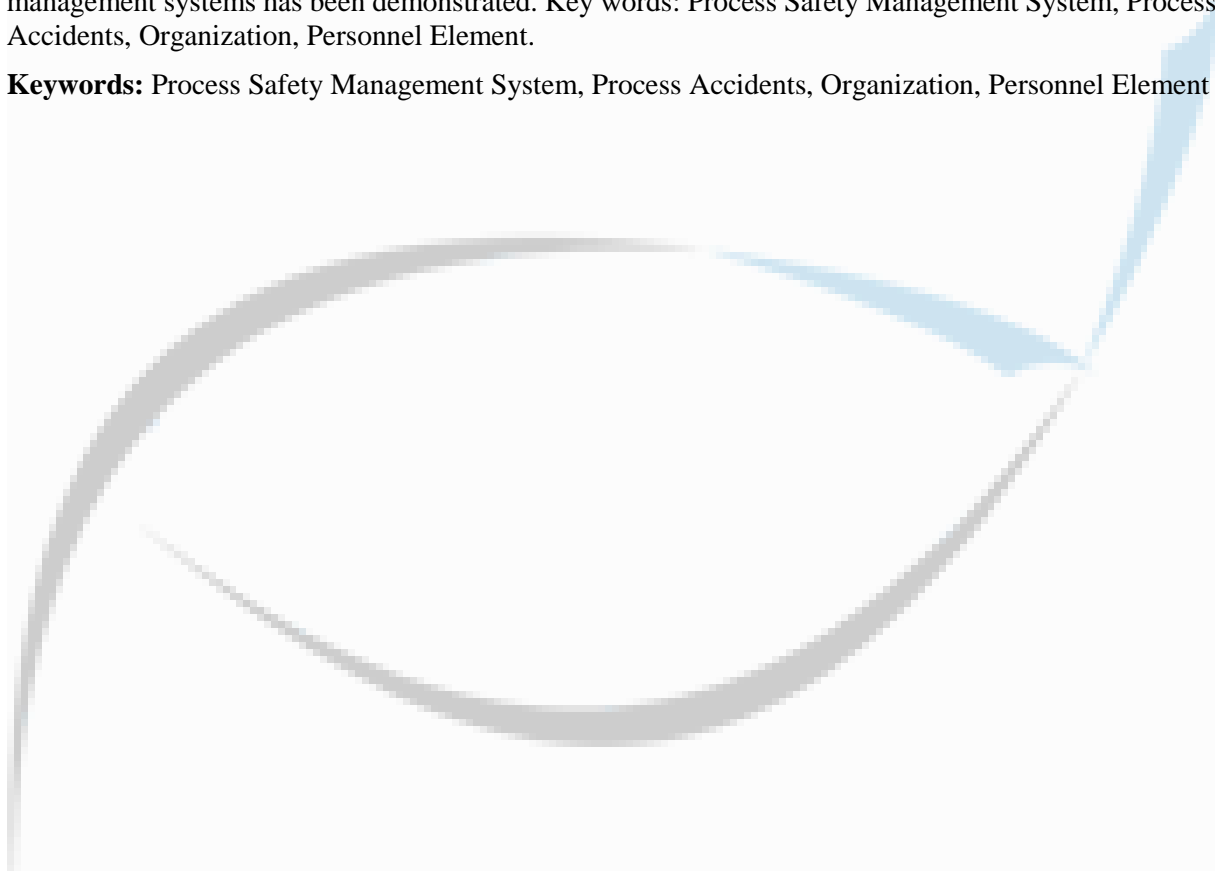 management systems has been demonstrated. Key words: Process Safety Management System, Process
Accidents, Organization, Personnel Element.
Keywords: Process Safety Management System, Process Accidents, Organization, Personnel Element